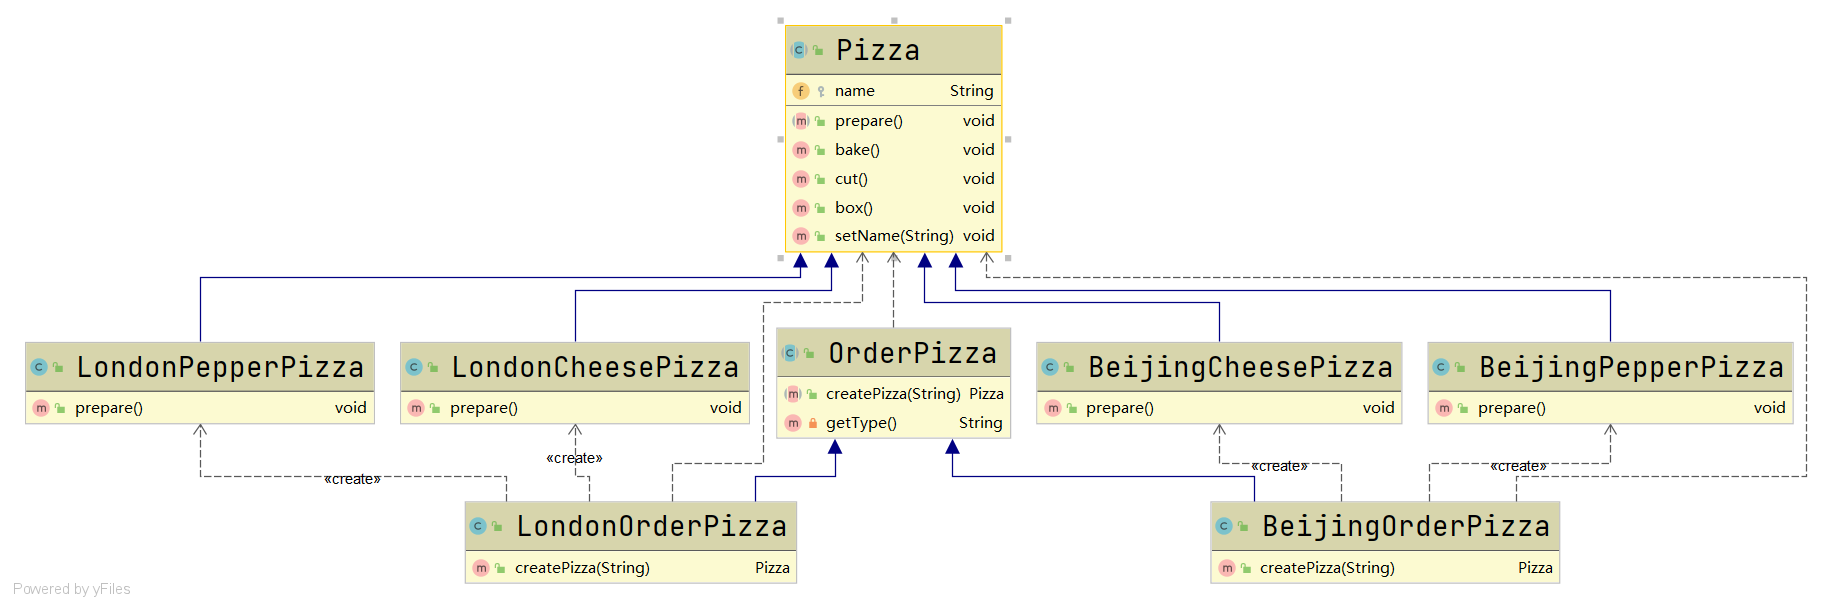 Pizza
name String
prepare() void
bake() void
cut() void
box() void
setName(String) void
LondonPepperPizza
prepare() void
LondonCheesePizza
prepare() void
OrderPizza
createPizza(String) Pizza
getType() String
BeijingCheesePizza
prepare() void
BeijingPepperPizza
prepare() void
«create»
«create»
«create»
«create»
LondonOrderPizza
createPizza(String) Pizza
BeijingOrderPizza
createPizza(String) Pizza
Powered by yFiles